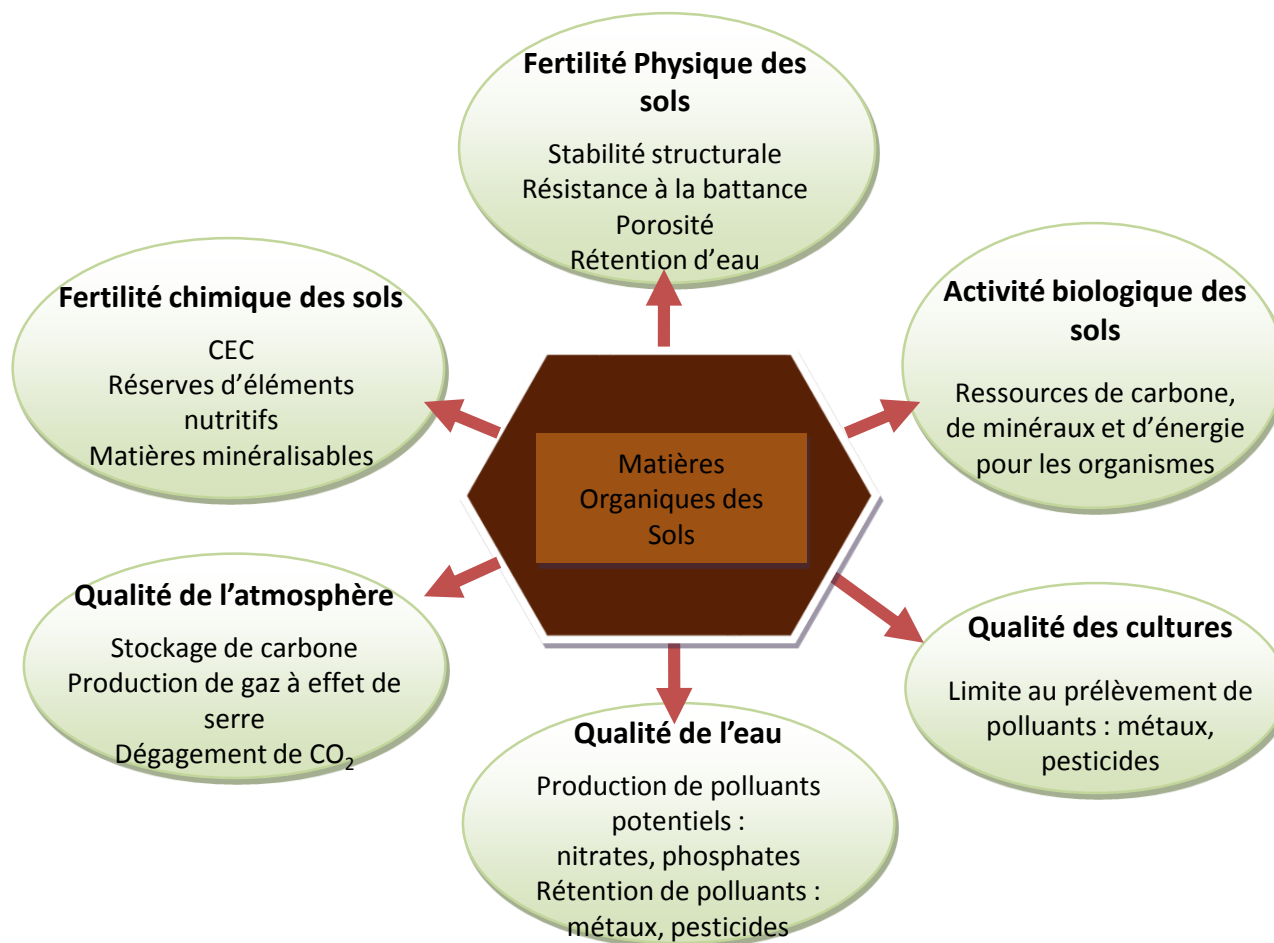 Fertilité Physique des
sols
Stabilité structurale
Résistance à la battance
Porosité
Rétention d'eau
Fertilité chimique des sols
CEC
Réserves d'éléments
nutritifs
Matières minéralisables
Activité biologique des
sols
Ressources de carbone,
de minéraux et d'énergie
pour les organismes
Matières
Organiques des
Sols
Qualité de l'atmosphère
Stockage de carbone
Production de gaz à effet de
serre
Dégagement de CO₂
Qualité des cultures
Limite au prélèvement de
polluants : métaux,
pesticides
Qualité de l'eau
Production de polluants
potentiels :
nitrates, phosphates
Rétention de polluants :
métaux, pesticides